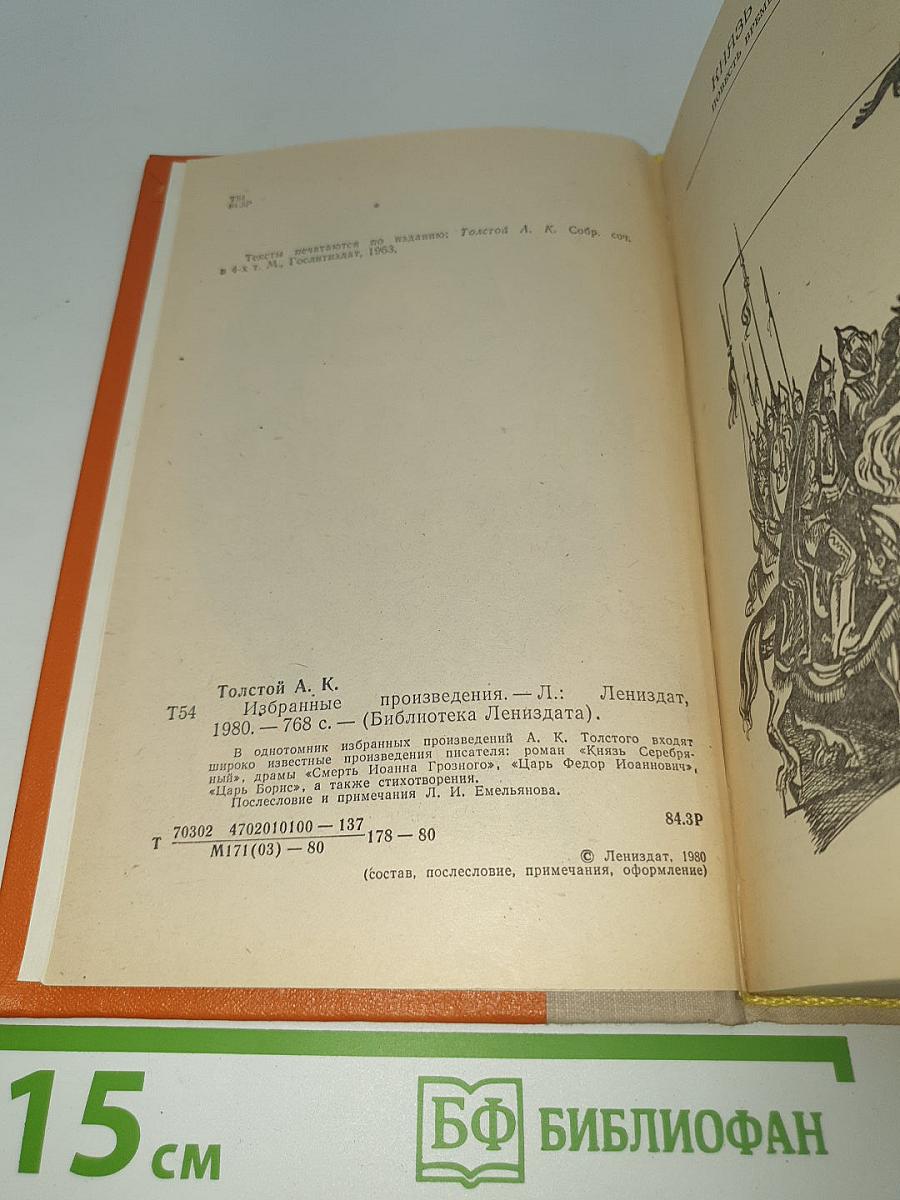 84.3Р
Тексты печатаются по изданию: Толстой А. К. Собр. соч.
в 4-х т. М., Гослитиздат, 1963.
Толстой А. К.
Т54 Избранные произведения. — Л.: Лениздат,
1980. — 768 с. — (Библиотека Лениздата).
В однотомник избранных произведений А. К. Толстого входят
широко известные произведения писателя: роман «Князь Серебря-
ный», драмы «Смерть Иоанна Грозного», «Царь Федор Иоаннович»,
«Царь Борис», а также стихотворения.
Послесловие и примечания Л. И. Емельянова.
Т 70302 4702010100 — 137
М171(03) — 80
178 — 80
84.3Р
© Лениздат, 1980
(состав, послесловие, примечания, оформление)
КНЯЗЬ
ПОВЕСТЬ
15 см
БФ БИБЛИОФАН